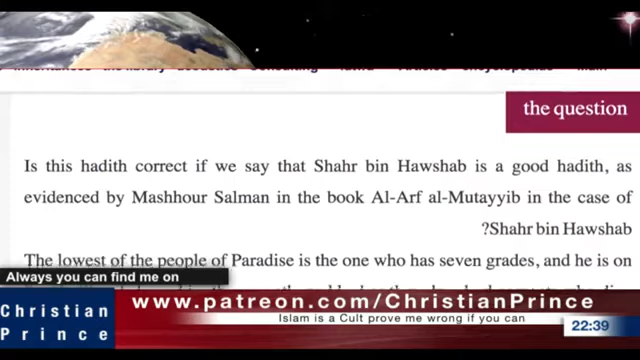 the question
Is this hadith correct if we say that Shahr bin Hawshab is a good hadith, as
evidenced by Mashhour Salman in the book Al-Arf al-Mutayyib in the case of
?Shahr bin Hawshab
The lowest of the people of Paradise is the one who has seven grades, and he is on
Always you can find me on
Christian
Prince
www.patreon.com/ChristianPrince
Islam is a Cult prove me wrong if you can
22:39